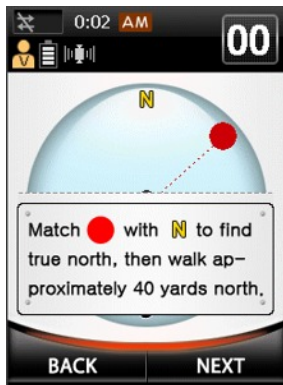 0:02 AM
00
N
Match with N to find
true north, then walk ap-
proximately 40 yards north.
BACK NEXT